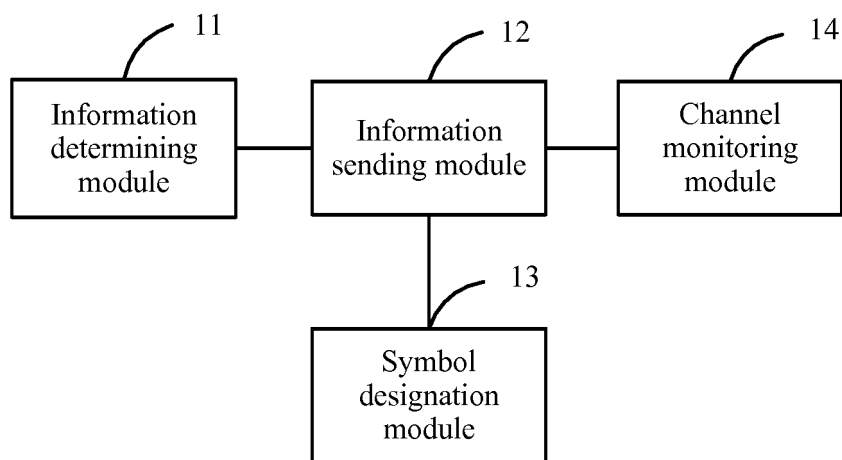 11
12
14
Information
determining
module
Information
sending module
Channel
monitoring
module
13
Symbol
designation
module